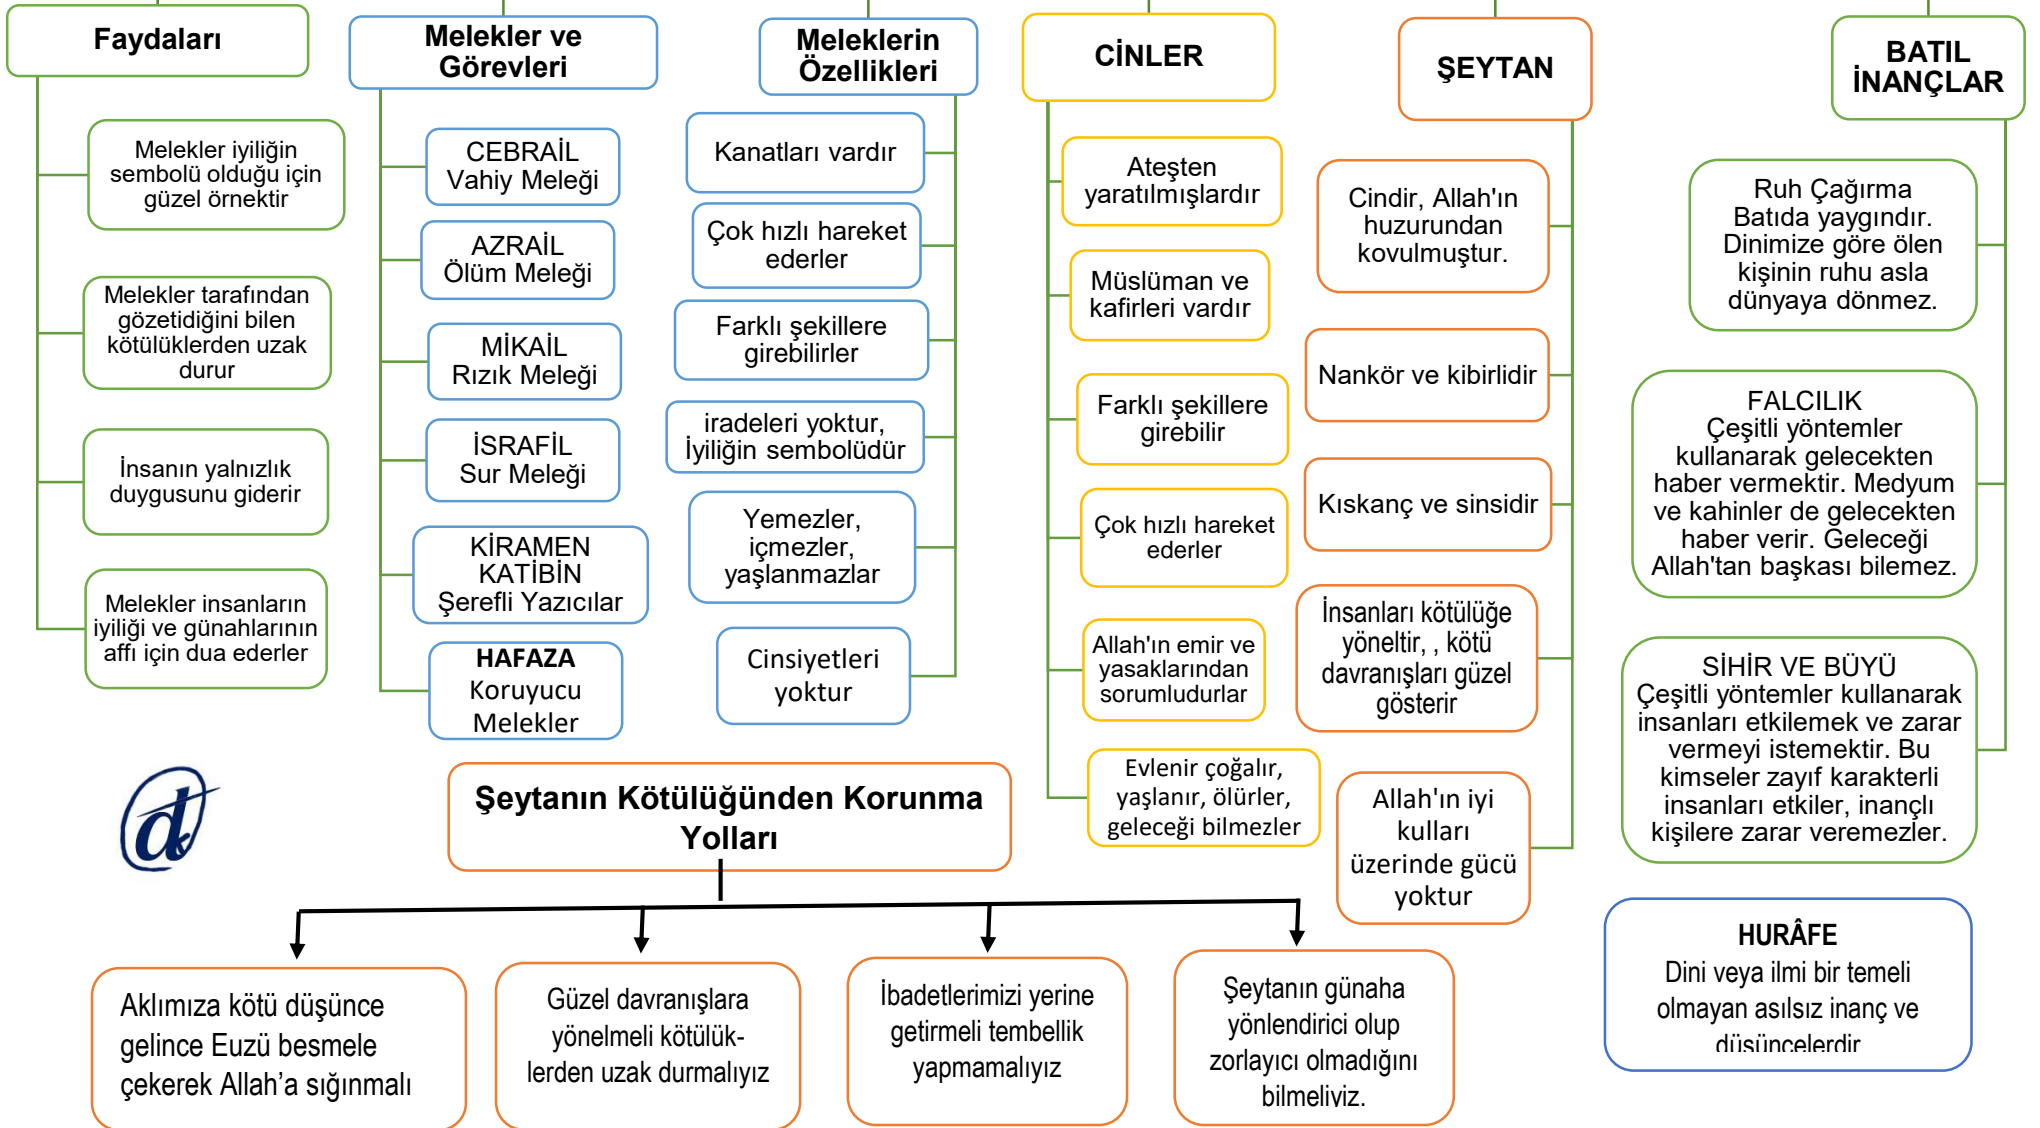 Faydaları
Melekler iyiliğin
sembolü olduğu için
güzel örnektir
Melekler tarafından
gözetidiğini bilen
kötülüklerden uzak
durur
İnsanın yalnızlık
duygusunu giderir
Melekler insanların
iyiliği ve günahlarının
affı için dua ederler
Melekler ve
Görevleri
CEBRAİL
Vahiy Meleği
AZRAİL
Ölüm Meleği
MİKAİL
Rızık Meleği
İSRAFİL
Sur Meleği
KİRAMEN
KATİBİN
Şerefli Yazıcılar
HAFAZA
Koruyucu
Melekler
Meleklerin
Özellikleri
Kanatları vardır
Çok hızlı hareket
ederler
Farklı şekillere
girebilirler
iradeleri yoktur,
İyiliğin sembolüdür
Yemezler,
içmezler,
yaşlanmazlar
Cinsiyetleri
yoktur
CİNLER
Ateşten
yaratılmışlardır
Müslüman ve
kafirleri vardır
Farklı şekillere
girebilir
Çok hızlı hareket
ederler
Allah'ın emir ve
yasaklarından
sorumludurlar
Evlenir çoğalır,
yaşlanır, ölürler,
geleceği bilmezler
ŞEYTAN
Cindir, Allah'ın
huzurundan
kovulmuştur.
Nankör ve kibirlidir
Kıskanç ve sinsidir
İnsanları kötülüğe
yöneltir, , kötü
davranışları güzel
gösterir
Allah'ın iyi
kulları
üzerinde gücü
yoktur
BATIL
İNANÇLAR
Ruh Çağırma
Batıda yaygındır.
Dinimize göre ölen
kişinin ruhu asla
dünyaya dönmez.
FALCILIK
Çeşitli yöntemler
kullanarak gelecekten
haber vermektir. Medyum
ve kahinler de gelecekten
haber verir. Geleceği
Allah'tan başkası bilemez.
SİHİR VE BÜYÜ
Çeşitli yöntemler kullanarak
insanları etkilemek ve zarar
vermeyi istemektir. Bu
kimseler zayıf karakterli
insanları etkiler, inançlı
kişilere zarar veremezler.
HURÂFE
Dini veya ilmi bir temeli
olmayan asılsız inanç ve
düşüncelerdir
Şeytanın Kötülüğünden Korunma
Yolları
Aklımıza kötü düşünce
gelince Euzü besmele
çekerek Allah’a sığınmalı
Güzel davranışlara
yönelmeli kötülük-
lerden uzak durmalıyız
İbadetlerimizi yerine
getirmeli tembellik
yapmamalıyız
Şeytanın günaha
yönlendirici olup
zorlayıcı olmadığını
bilmeliyiz.